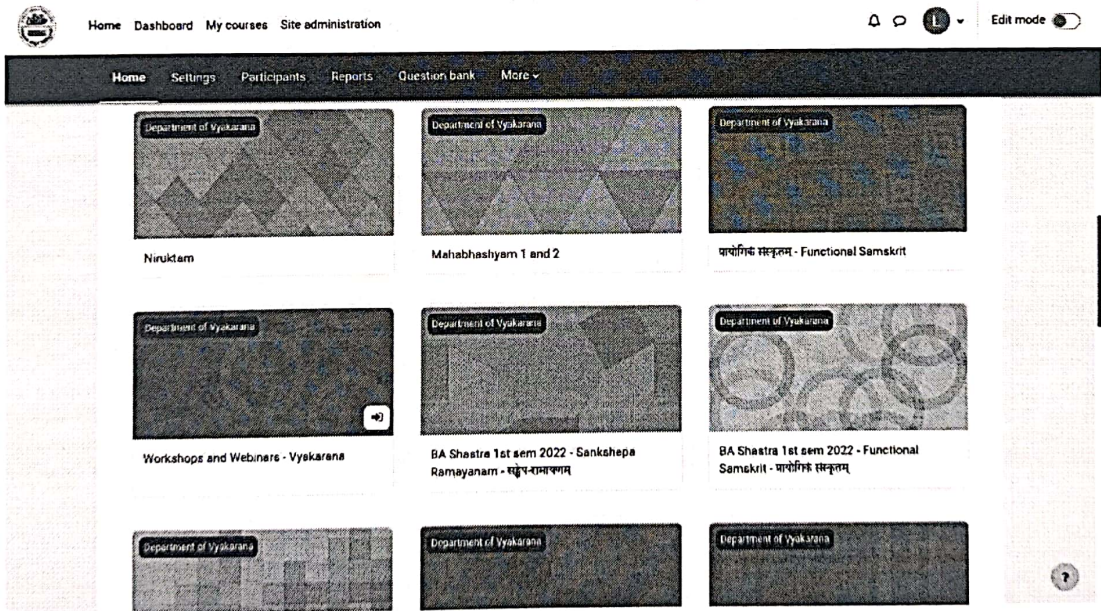 Home Dashboard My courses Site administration
L
Edit mode
Home Settings Participants Reports Question bank More
Department of Vyakarana
Department of Vyakarana
Department of Vyakarana
Niruktam
Mahabhashyam 1 and 2
प्रायोगिकं संस्कृतम् - Functional Samskrit
Department of Vyakarana
Department of Vyakarana
Department of Vyakarana
Workshops and Webinars - Vyakarana
BA Shastra 1st sem 2022 - Sankshepa
Ramayanam - सङ्क्षेप-रामायणम्
BA Shastra 1st sem 2022 - Functional
Samskrit - प्रायोगिकं संस्कृतम्
Department of Vyakarana
Department of Vyakarana
Department of Vyakarana
?